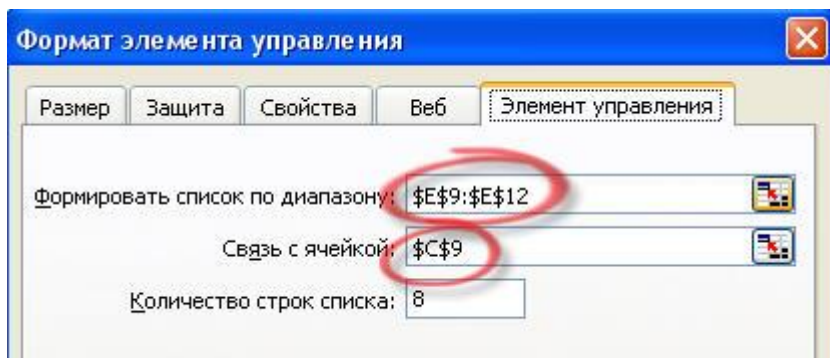 Формат элемента управления
Размер Защита Свойства Веб Элемент управления
Формировать список по диапазону: $E$9:$E$12
Связь с ячейкой: $C$9
Количество строк списка: 8